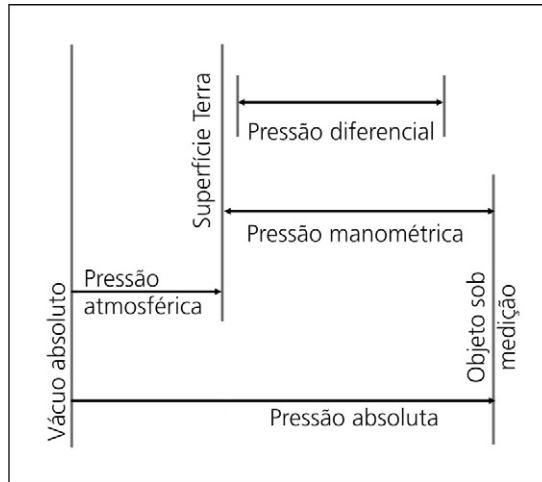 Superfície Terra
Pressão diferencial
Pressão manométrica
Pressão
atmosférica
Vácuo absoluto
Objeto sob
medição
Pressão absoluta